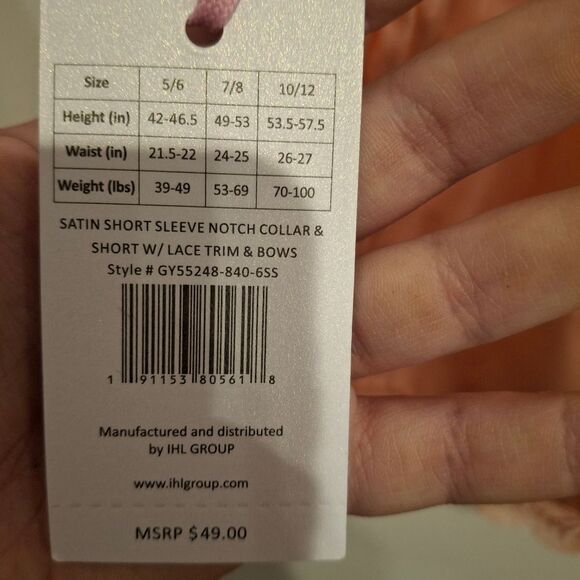 Size 5/6 7/8 10/12
Height (in) 42-46.5 49-53 53.5-57.5
Waist (in) 21.5-22 24-25 26-27
Weight (lbs) 39-49 53-69 70-100
SATIN SHORT SLEEVE NOTCH COLLAR &
SHORT W/ LACE TRIM & BOWS
Style # GY55248-840-6SS
1 91153 80561 8
Manufactured and distributed
by IHL GROUP
www.ihlgroup.com
MSRP $49.00